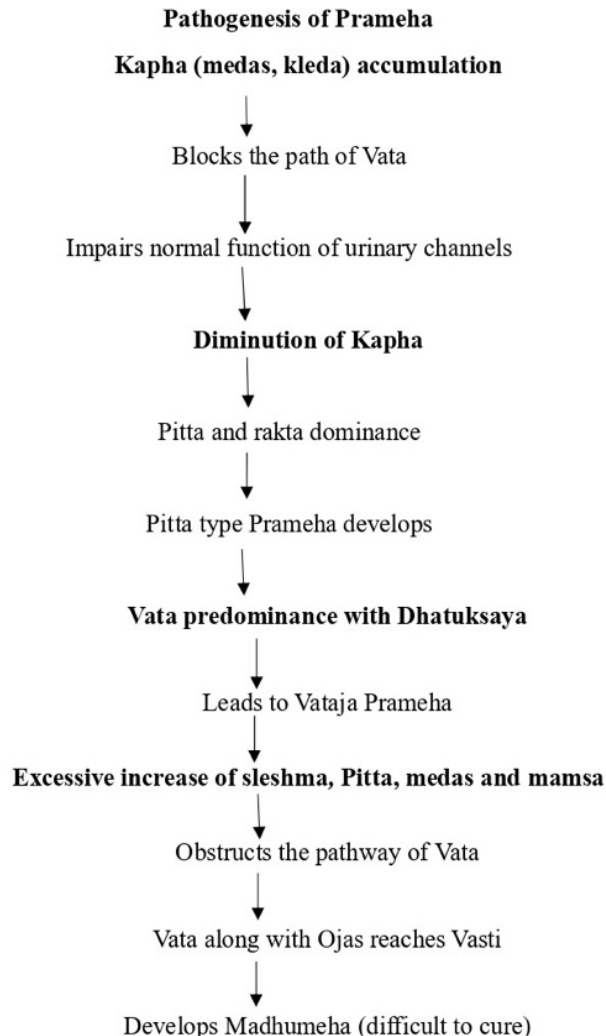 Pathogenesis of Prameha
Kapha (medas, kleda) accumulation
Blocks the path of Vata
Impairs normal function of urinary channels
Diminution of Kapha
Pitta and rakta dominance
Pitta type Prameha develops
Vata predominance with Dhatuksaya
Leads to Vataja Prameha
Excessive increase of sleshma, Pitta, medas and mamsa
Obstructs the pathway of Vata
Vata along with Ojas reaches Vasti
Develops Madhumeha (difficult to cure)